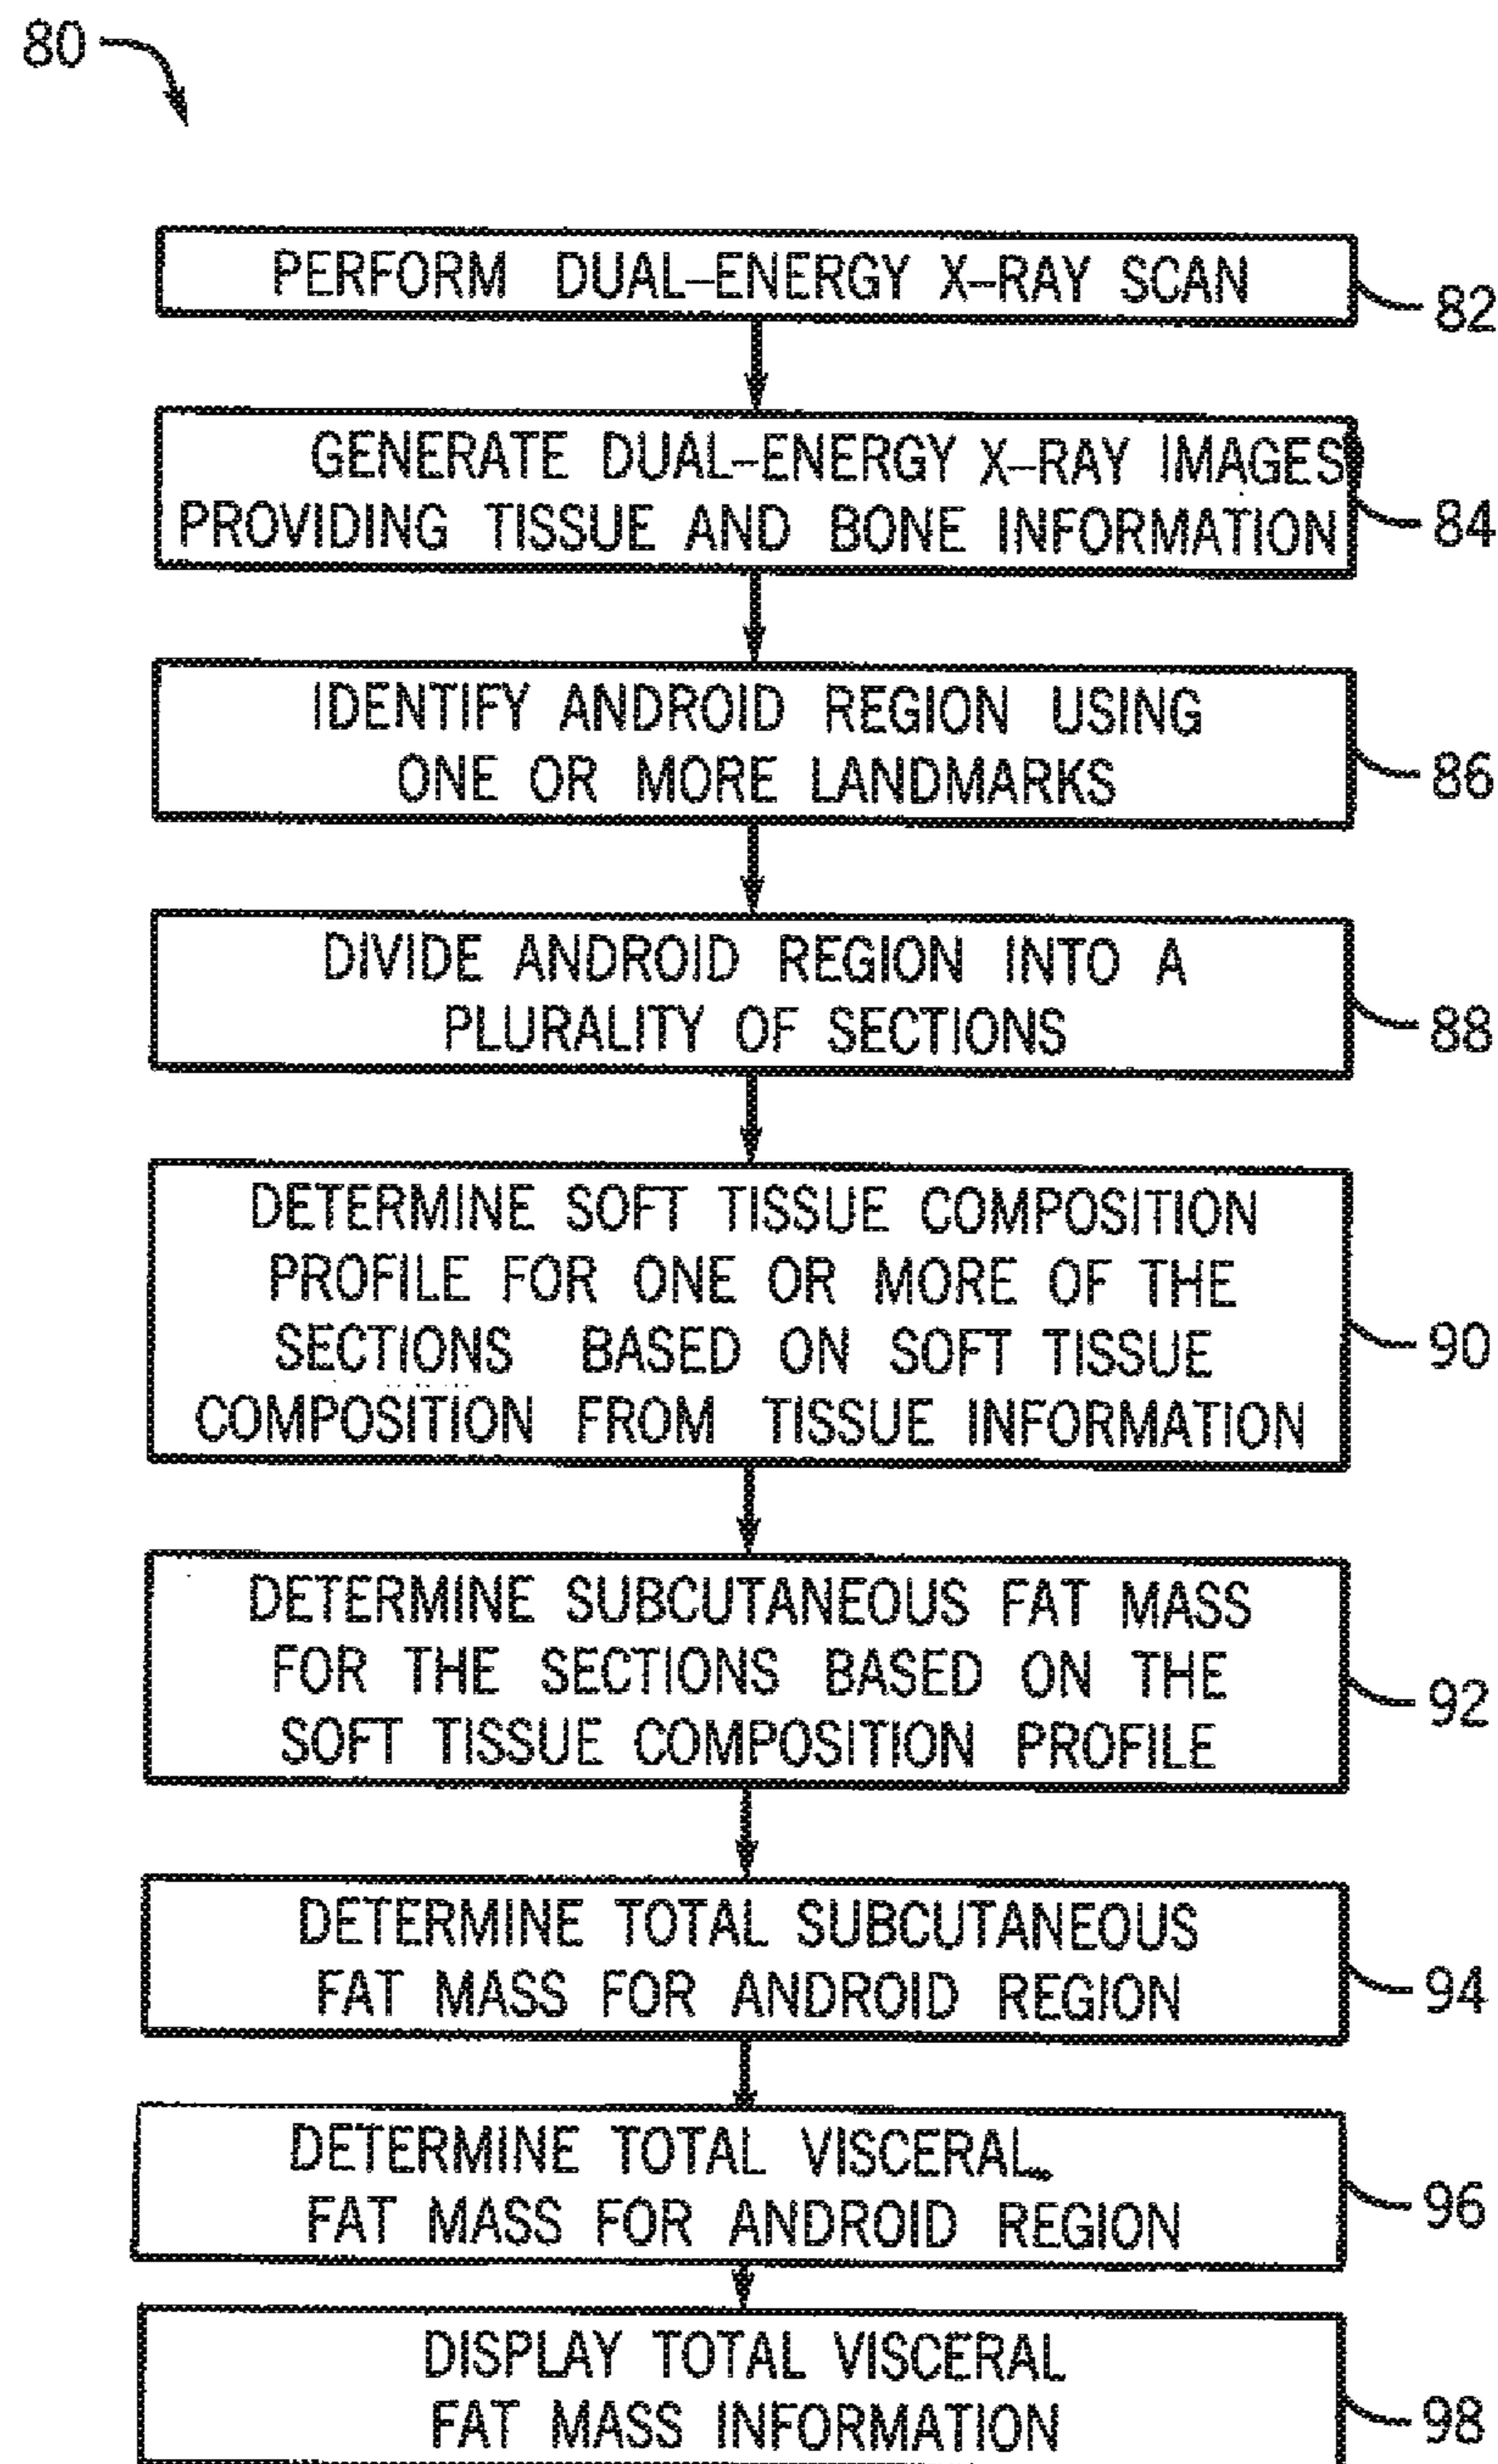 80
PERFORM DUAL-ENERGY X-RAY SCAN
82
GENERATE DUAL-ENERGY X-RAY IMAGES
PROVIDING TISSUE AND BONE INFORMATION
84
IDENTIFY ANDROID REGION USING
ONE OR MORE LANDMARKS
86
DIVIDE ANDROID REGION INTO A
PLURALITY OF SECTIONS
88
DETERMINE SOFT TISSUE COMPOSITION
PROFILE FOR ONE OR MORE OF THE
SECTIONS BASED ON SOFT TISSUE
COMPOSITION FROM TISSUE INFORMATION
90
DETERMINE SUBCUTANEOUS FAT MASS
FOR THE SECTIONS BASED ON THE
SOFT TISSUE COMPOSITION PROFILE
92
DETERMINE TOTAL SUBCUTANEOUS
FAT MASS FOR ANDROID REGION
94
DETERMINE TOTAL VISCERAL
FAT MASS FOR ANDROID REGION
96
DISPLAY TOTAL VISCERAL
FAT MASS INFORMATION
98